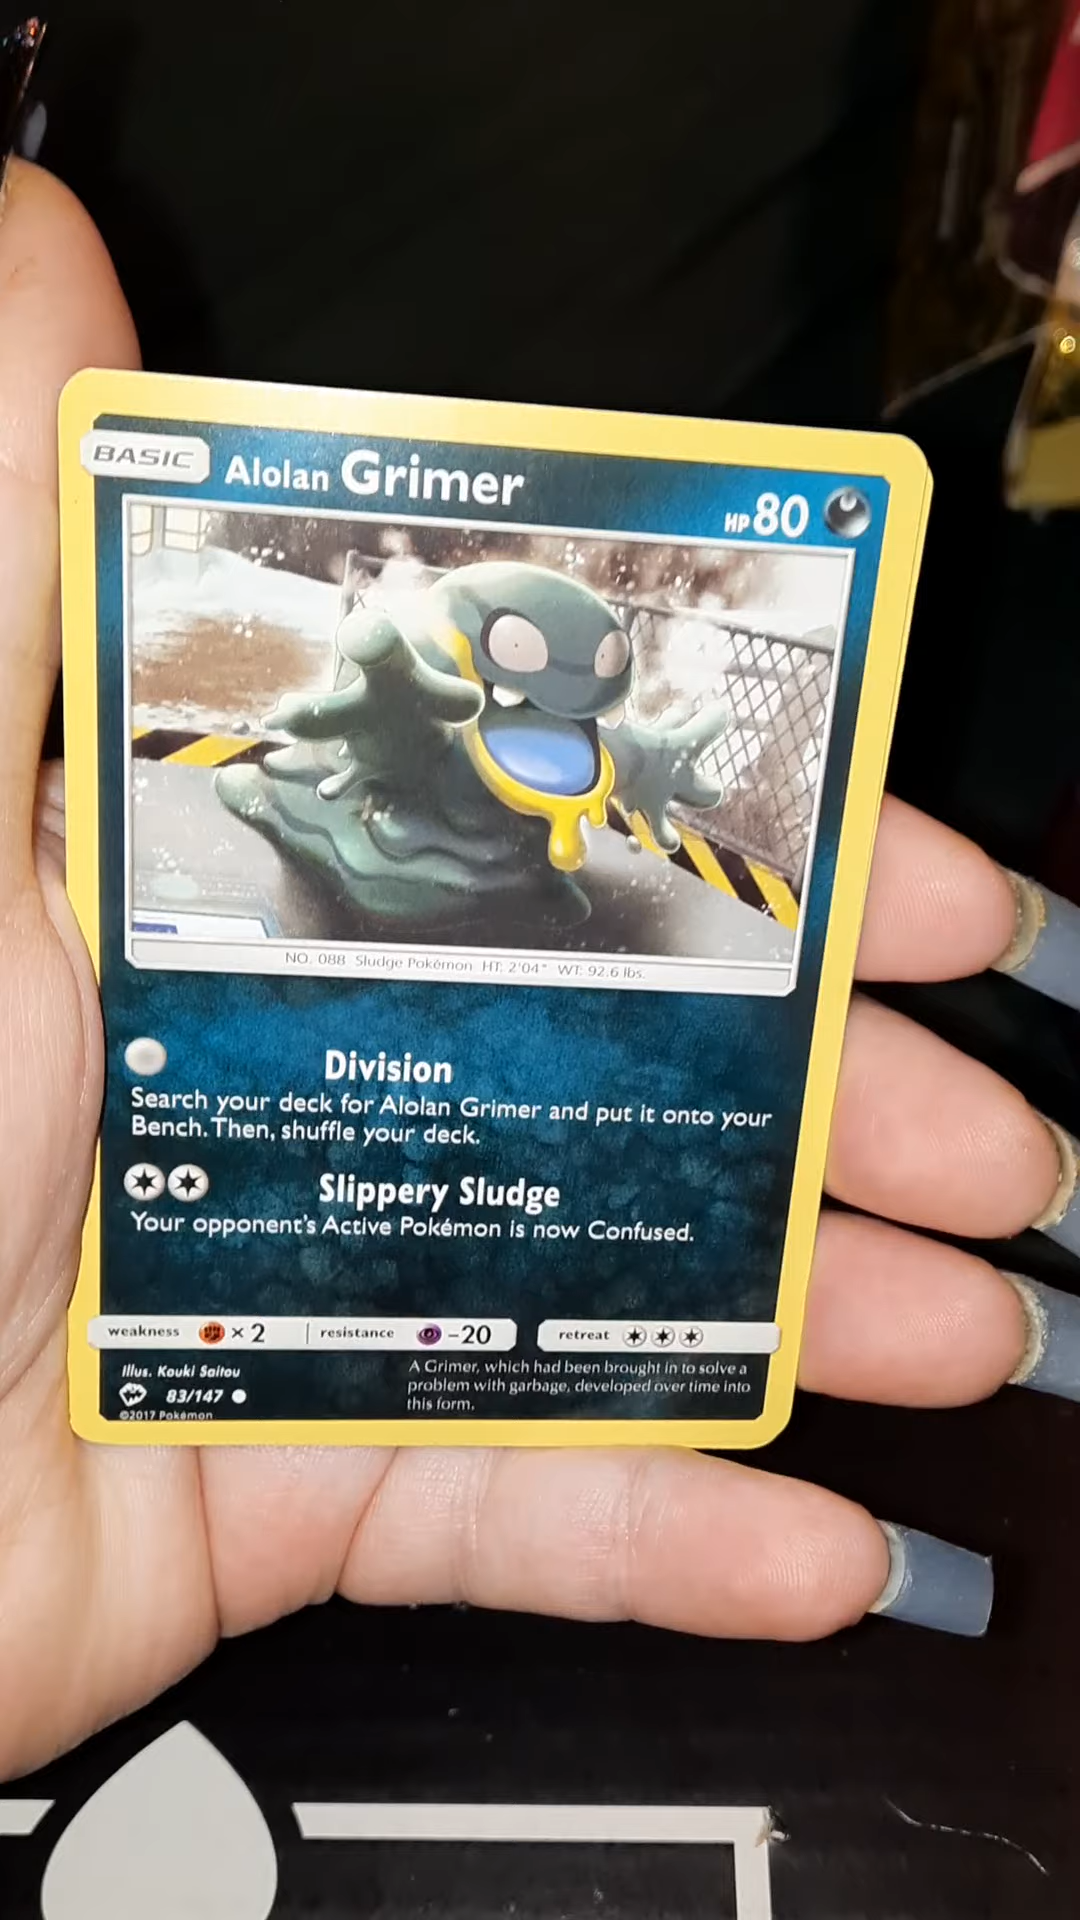 BASIC
Alolan Grimer
HP 80
NO. 088 Sludge Pokémon HT: 2'04" WT: 92.6 lbs.
Division
Search your deck for Alolan Grimer and put it onto your
Bench. Then, shuffle your deck.
Slippery Sludge
Your opponent's Active Pokémon is now Confused.
weakness × 2 resistance -20 retreat
Illus. Kouki Saitou
83/147
©2017 Pokémon
A Grimer, which had been brought in to solve a
problem with garbage, developed over time into
this form.